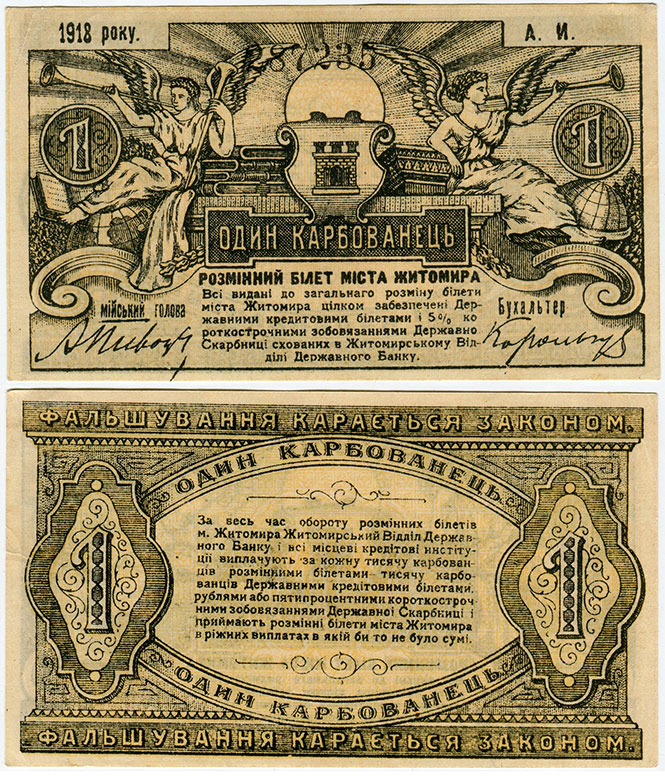 1918 року.
А. И.
287235
1
1
ОДИН КАРБОВАНЕЦЬ
РОЗМІННИЙ БІЛЕТ МІСТА ЖИТОМИРА
Всі видані до загального розміну білети
міста Житомира цілком забезпечені Дер-
жавними кредитовими білетами і 5% ко
роткострочними зобовязаннями Державно
Скарбниці схованих в Житомирському Від-
ділі Державного Банку.
мійський голова
Бухальтер
ФАЛЬШУВАННЯ КАРАЄТЬСЯ ЗАКОНОМ.
ОДИН КАРБОВАНЕЦЬ
За весь час обороту розмінних білетів
м. Житомира Житомирський Відділ Держав-
ного Банку і всі місцеві кредітові институ-
ції виплачують за кожну тисячу карбован-
ців розмінними білетами тисячу карбо-
ванців Державними кредитовими білетами,
рублями або пятипроцентними короткостроч-
ними зобовязаннями Державної Скарбниці і
приймають розмінні білети міста Житомира
в ріжних виплатах в якій би то не було сумі.
1
1
ОДИН КАРБОВАНЕЦЬ
ФАЛЬШУВАННЯ КАРАЄТЬСЯ ЗАКОНОМ.